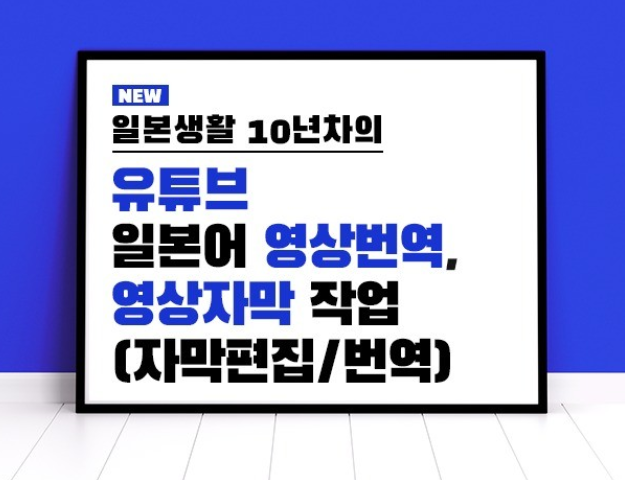 NEW
일본생활 10년차의
유튜브
일본어 영상번역,
영상자막 작업
(자막편집/번역)